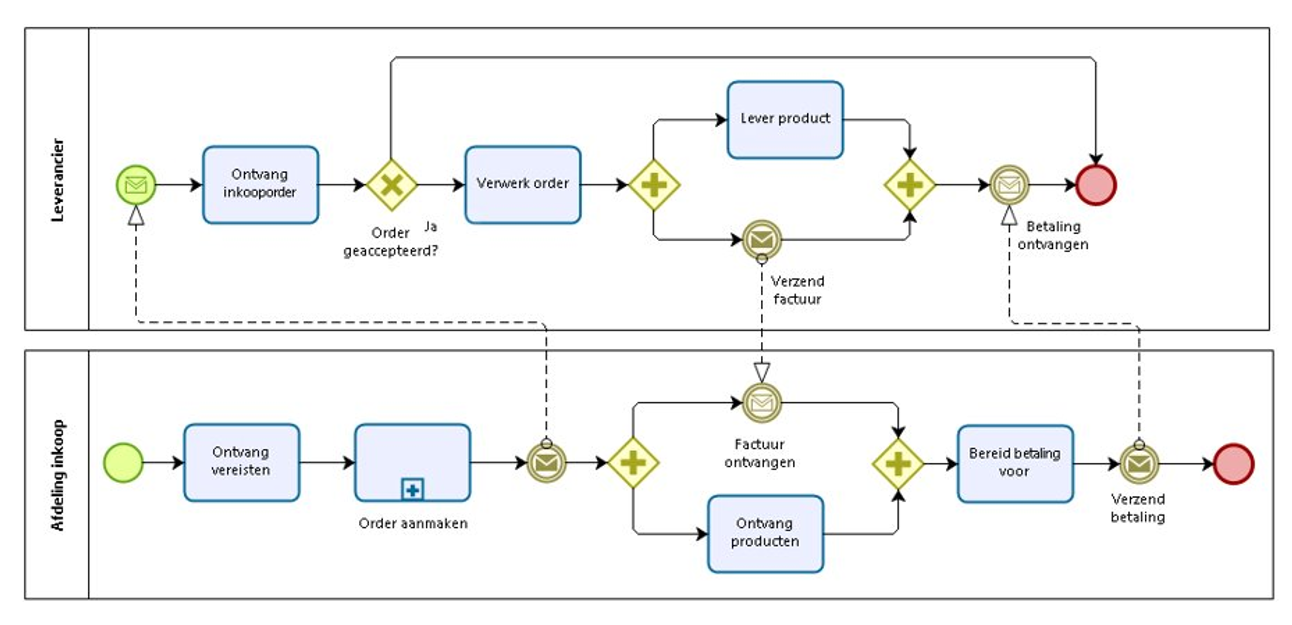 Leverancier
Lever product
Ontvang
inkooporder
Verwerk order
Order
geaccepteerd?
Ja
Betaling
ontvangen
Verzend
factuur
Afdeling inkoop
Ontvang
vereisten
Order aanmaken
Factuur
ontvangen
Ontvang
producten
Bereid betaling
voor
Verzend
betaling